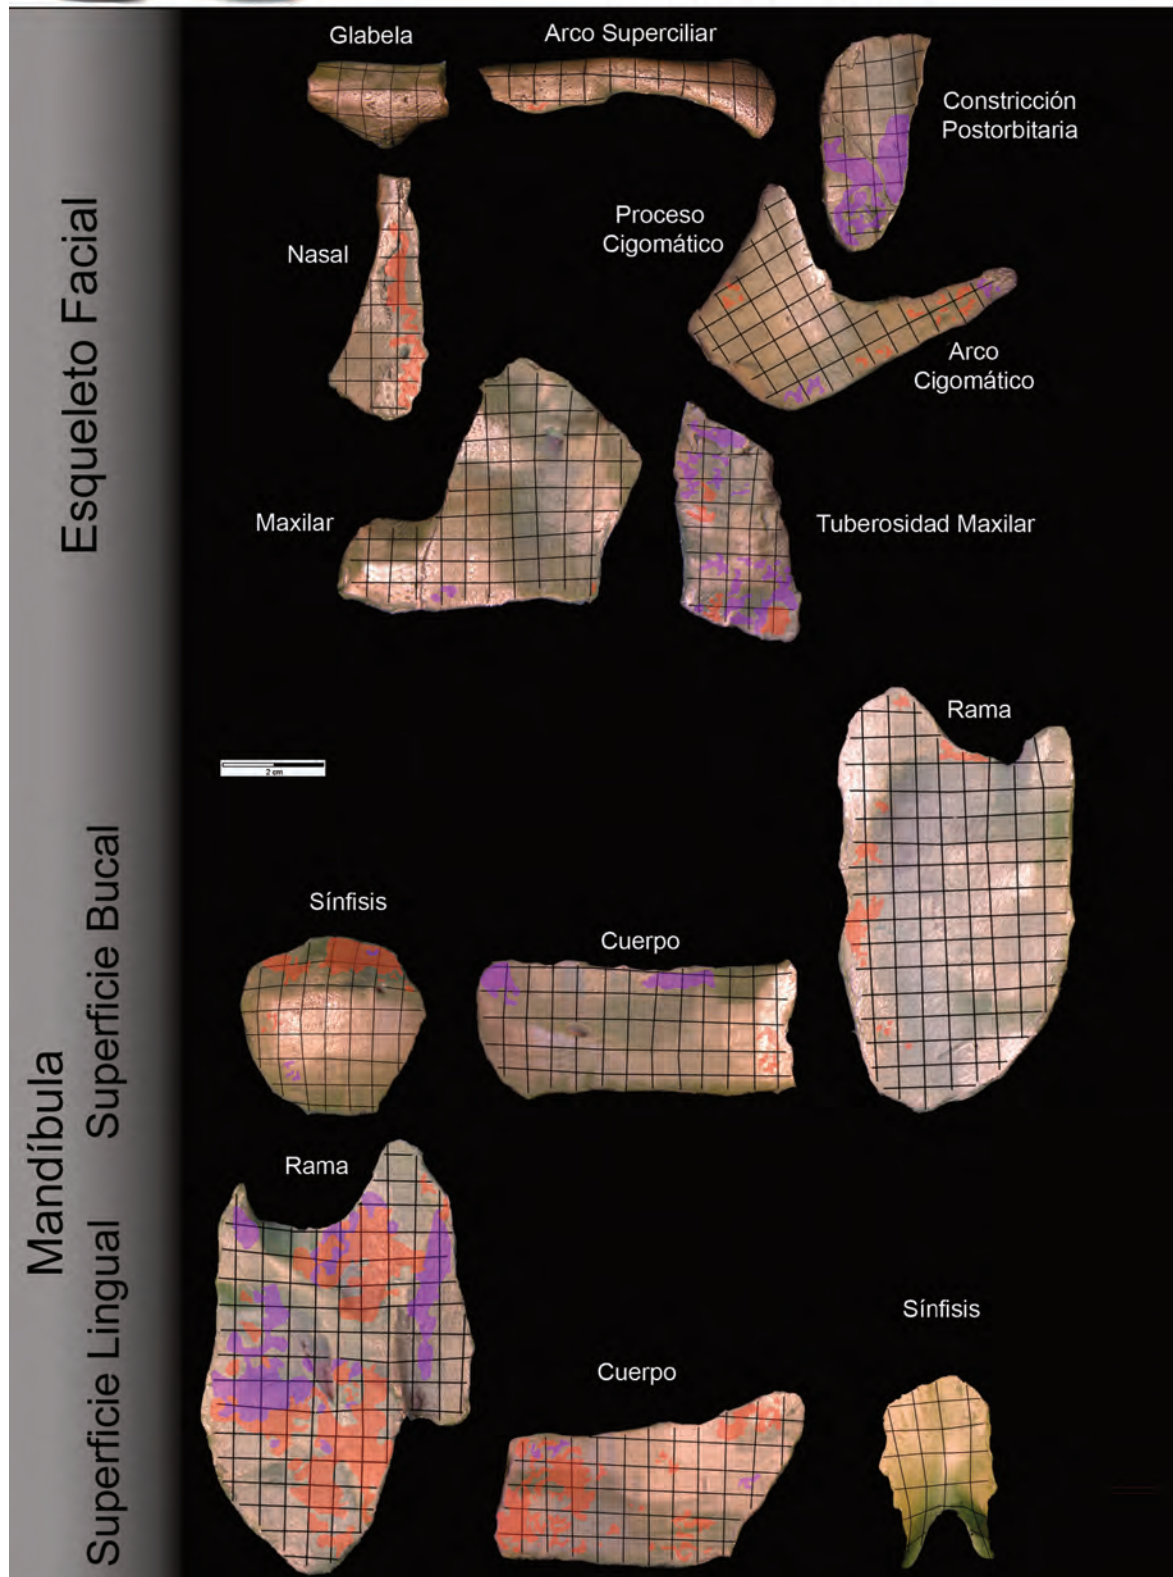 Esqueleto Facial
Glabela
Arco Superciliar
Constricción
Postorbitaria
Nasal
Proceso
Cigomático
Arco
Cigomático
Maxilar
Tuberosidad Maxilar
2 cm
Mandíbula
Superficie Bucal
Rama
Sínfisis
Cuerpo
Superficie Lingual
Rama
Cuerpo
Sínfisis